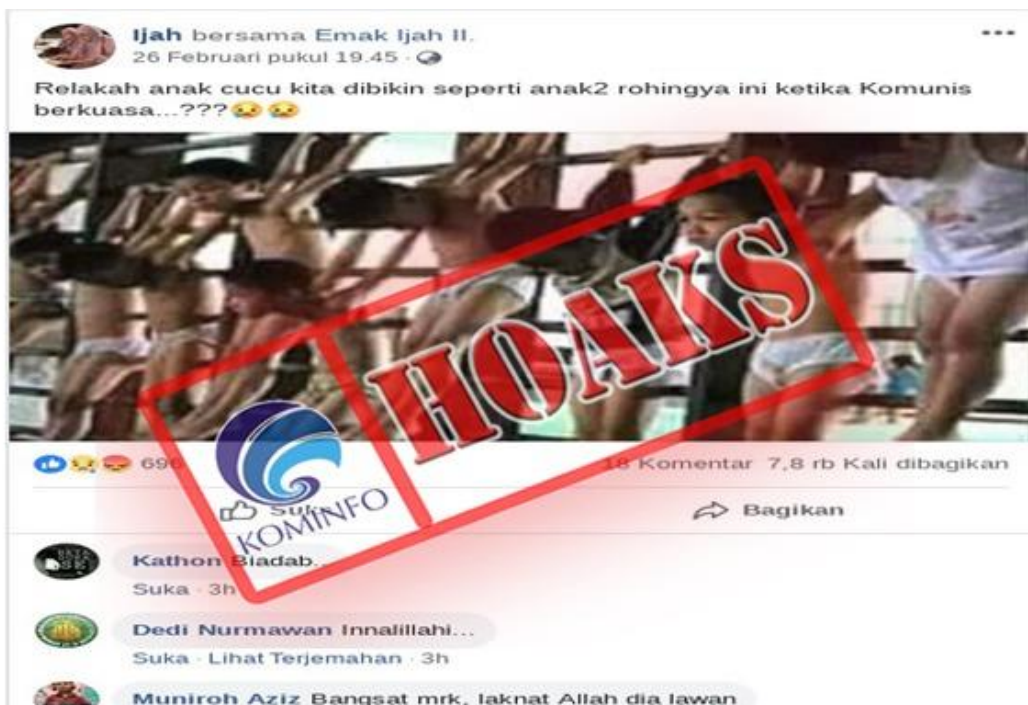 Ijah bersama Emak Ijah II.
26 Februari pukul 19.45 ·
Relakah anak cucu kita dibikin seperti anak2 rohingya ini ketika Komunis
berkuasa...???😢😢
HOAKS
KOMINFO
696
18 Komentar 7,8 rb Kali dibagikan
Suka
Bagikan
Kathon Biadab..
Suka · 3h
Dedi Nurmawan Innalillahi...
Suka · Lihat Terjemahan · 3h
Muniroh Aziz Bangsat mrk, laknat Allah dia lawan